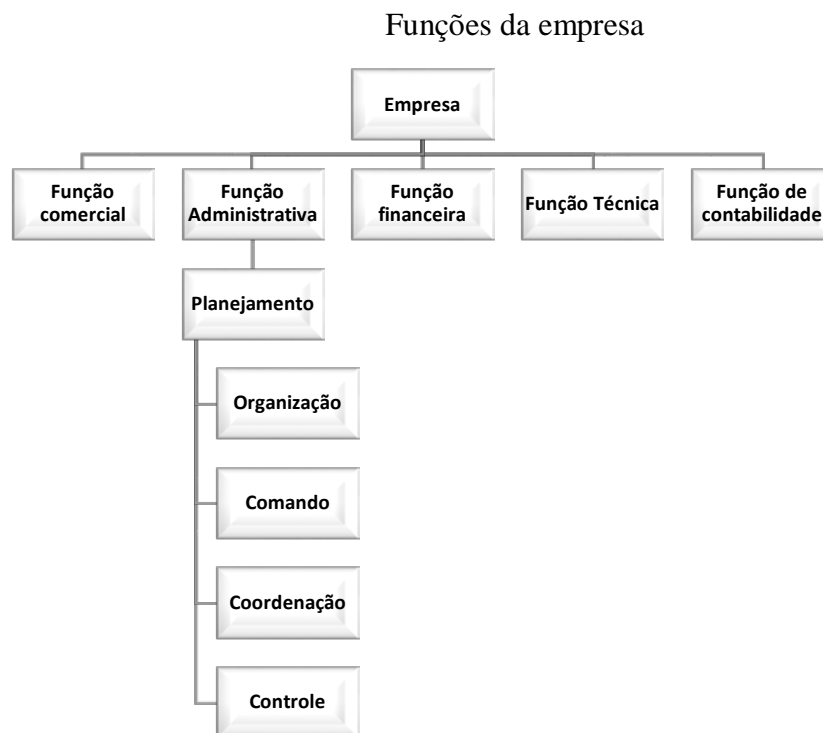 Funções da empresa
Empresa
Função
comercial
Função
Administrativa
Função
financeira
Função Técnica
Função de
contabilidade
Planejamento
Organização
Comando
Coordenação
Controle